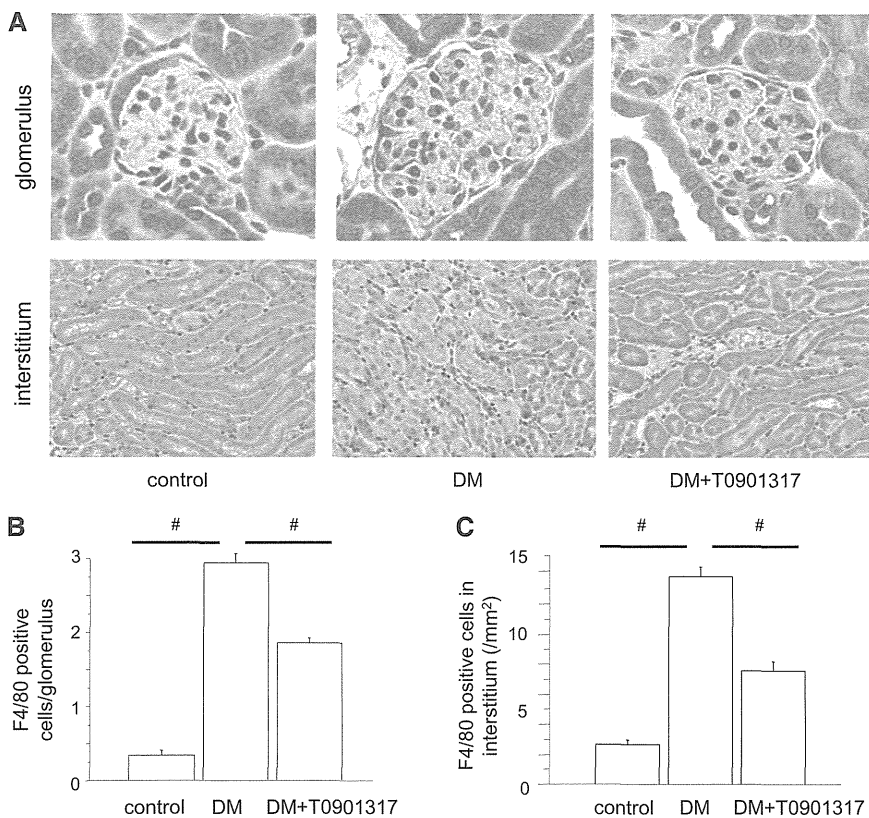 A
glomerulus
interstitium
control DM DM+T0901317
B
# #
F4/80 positive
cells/glomerulus
3
2
1
0
control DM DM+T0901317
C
# #
F4/80 positive cells in
interstitium (/mm²)
15
10
5
0
control DM DM+T0901317